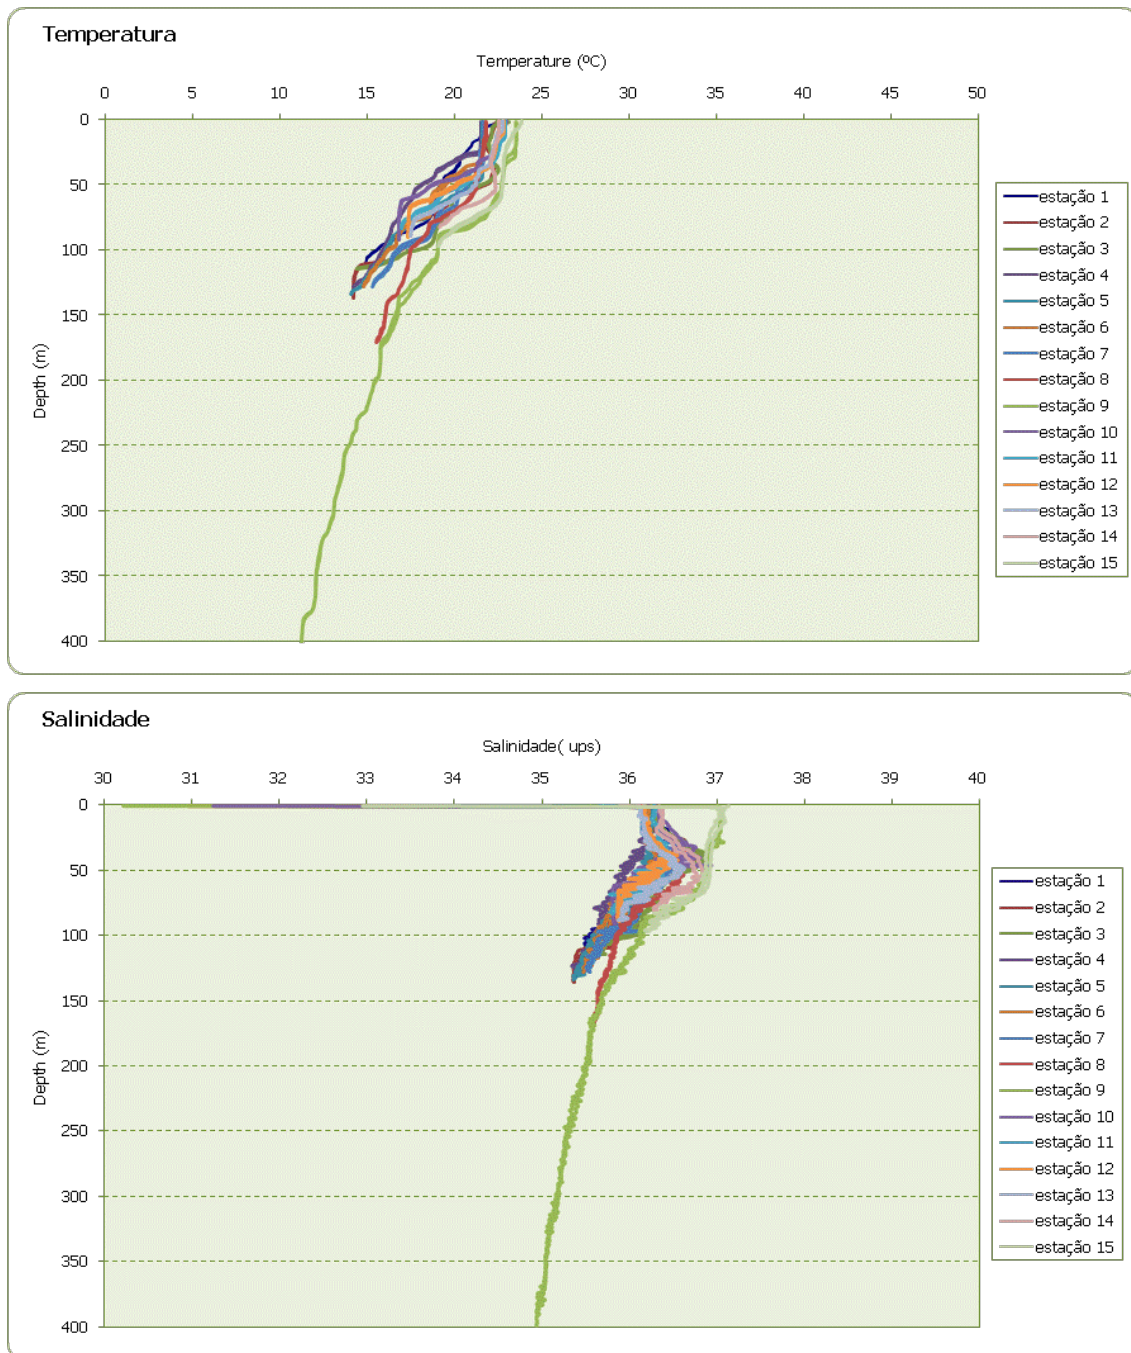 Temperatura
Temperature (ºC)
0 5 10 15 20 25 30 35 40 45 50
0
50
100
150
200
250
300
350
400
Depth (m)
estação 1
estação 2
estação 3
estação 4
estação 5
estação 6
estação 7
estação 8
estação 9
estação 10
estação 11
estação 12
estação 13
estação 14
estação 15
Salinidade
Salinidade( ups)
30 31 32 33 34 35 36 37 38 39 40
0
50
100
150
200
250
300
350
400
Depth (m)
estação 1
estação 2
estação 3
estação 4
estação 5
estação 6
estação 7
estação 8
estação 9
estação 10
estação 11
estação 12
estação 13
estação 14
estação 15